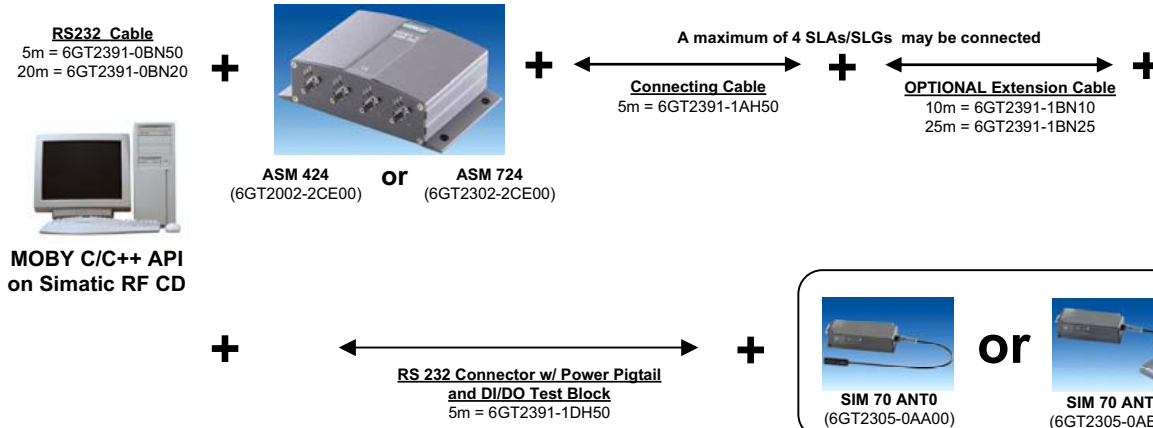 RS232 Cable
5m = 6GT2391-0BN50
20m = 6GT2391-0BN20
+
+
A maximum of 4 SLAs/SLGs may be connected
Connecting Cable
5m = 6GT2391-1AH50
+
OPTIONAL Extension Cable
10m = 6GT2391-1BN10
25m = 6GT2391-1BN25
+
ASM 424
(6GT2002-2CE00)
or
ASM 724
(6GT2302-2CE00)
MOBY C/C++ API
on Simatic RF CD
+
RS 232 Connector w/ Power Pigtail
and DI/DO Test Block
5m = 6GT2391-1DH50
+
SIM 70 ANT0
(6GT2305-0AA00)
or
SIM 70 ANT